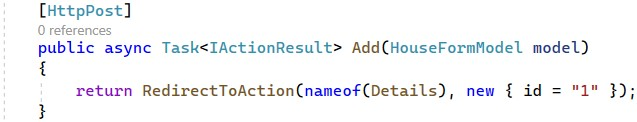 [HttpPost]
0 references
public async Task<IActionResult> Add(HouseFormModel model)
{
return RedirectToAction(nameof(Details), new { id = "1" });
}